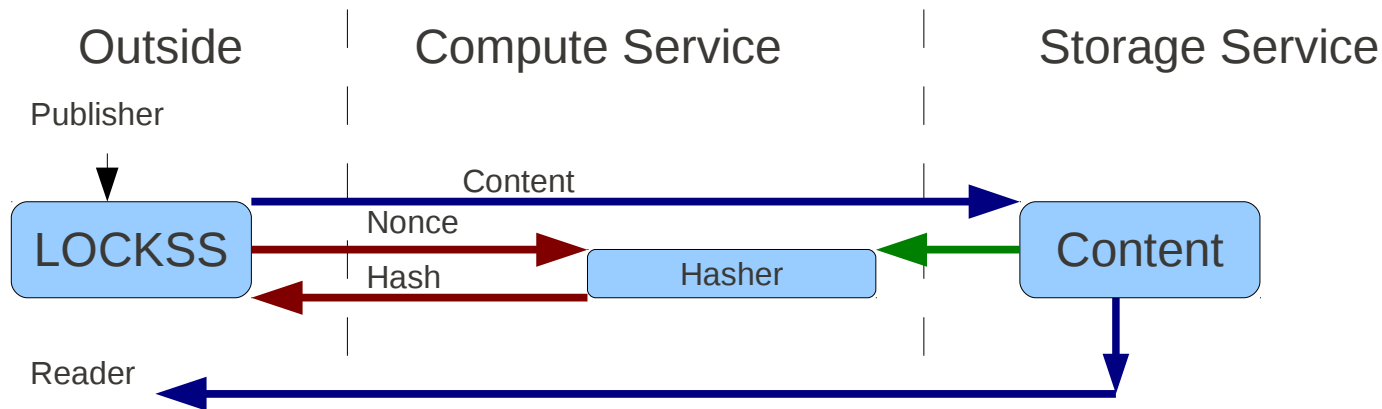 Outside
Compute Service
Storage Service
Publisher
Content
Nonce
LOCKSS
Hasher
Content
Hash
Reader